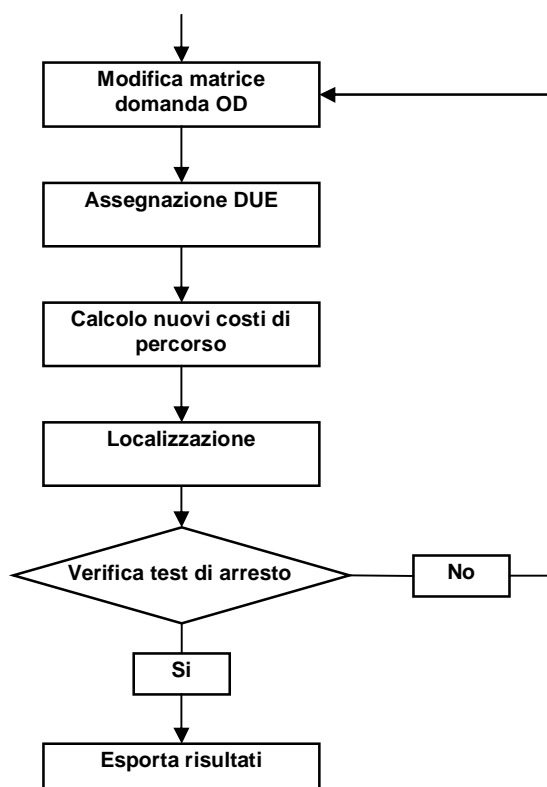 Modifica matrice
domanda OD
Assegnazione DUE
Calcolo nuovi costi di
percorso
Localizzazione
Verifica test di arresto
No
Si
Esporta risultati